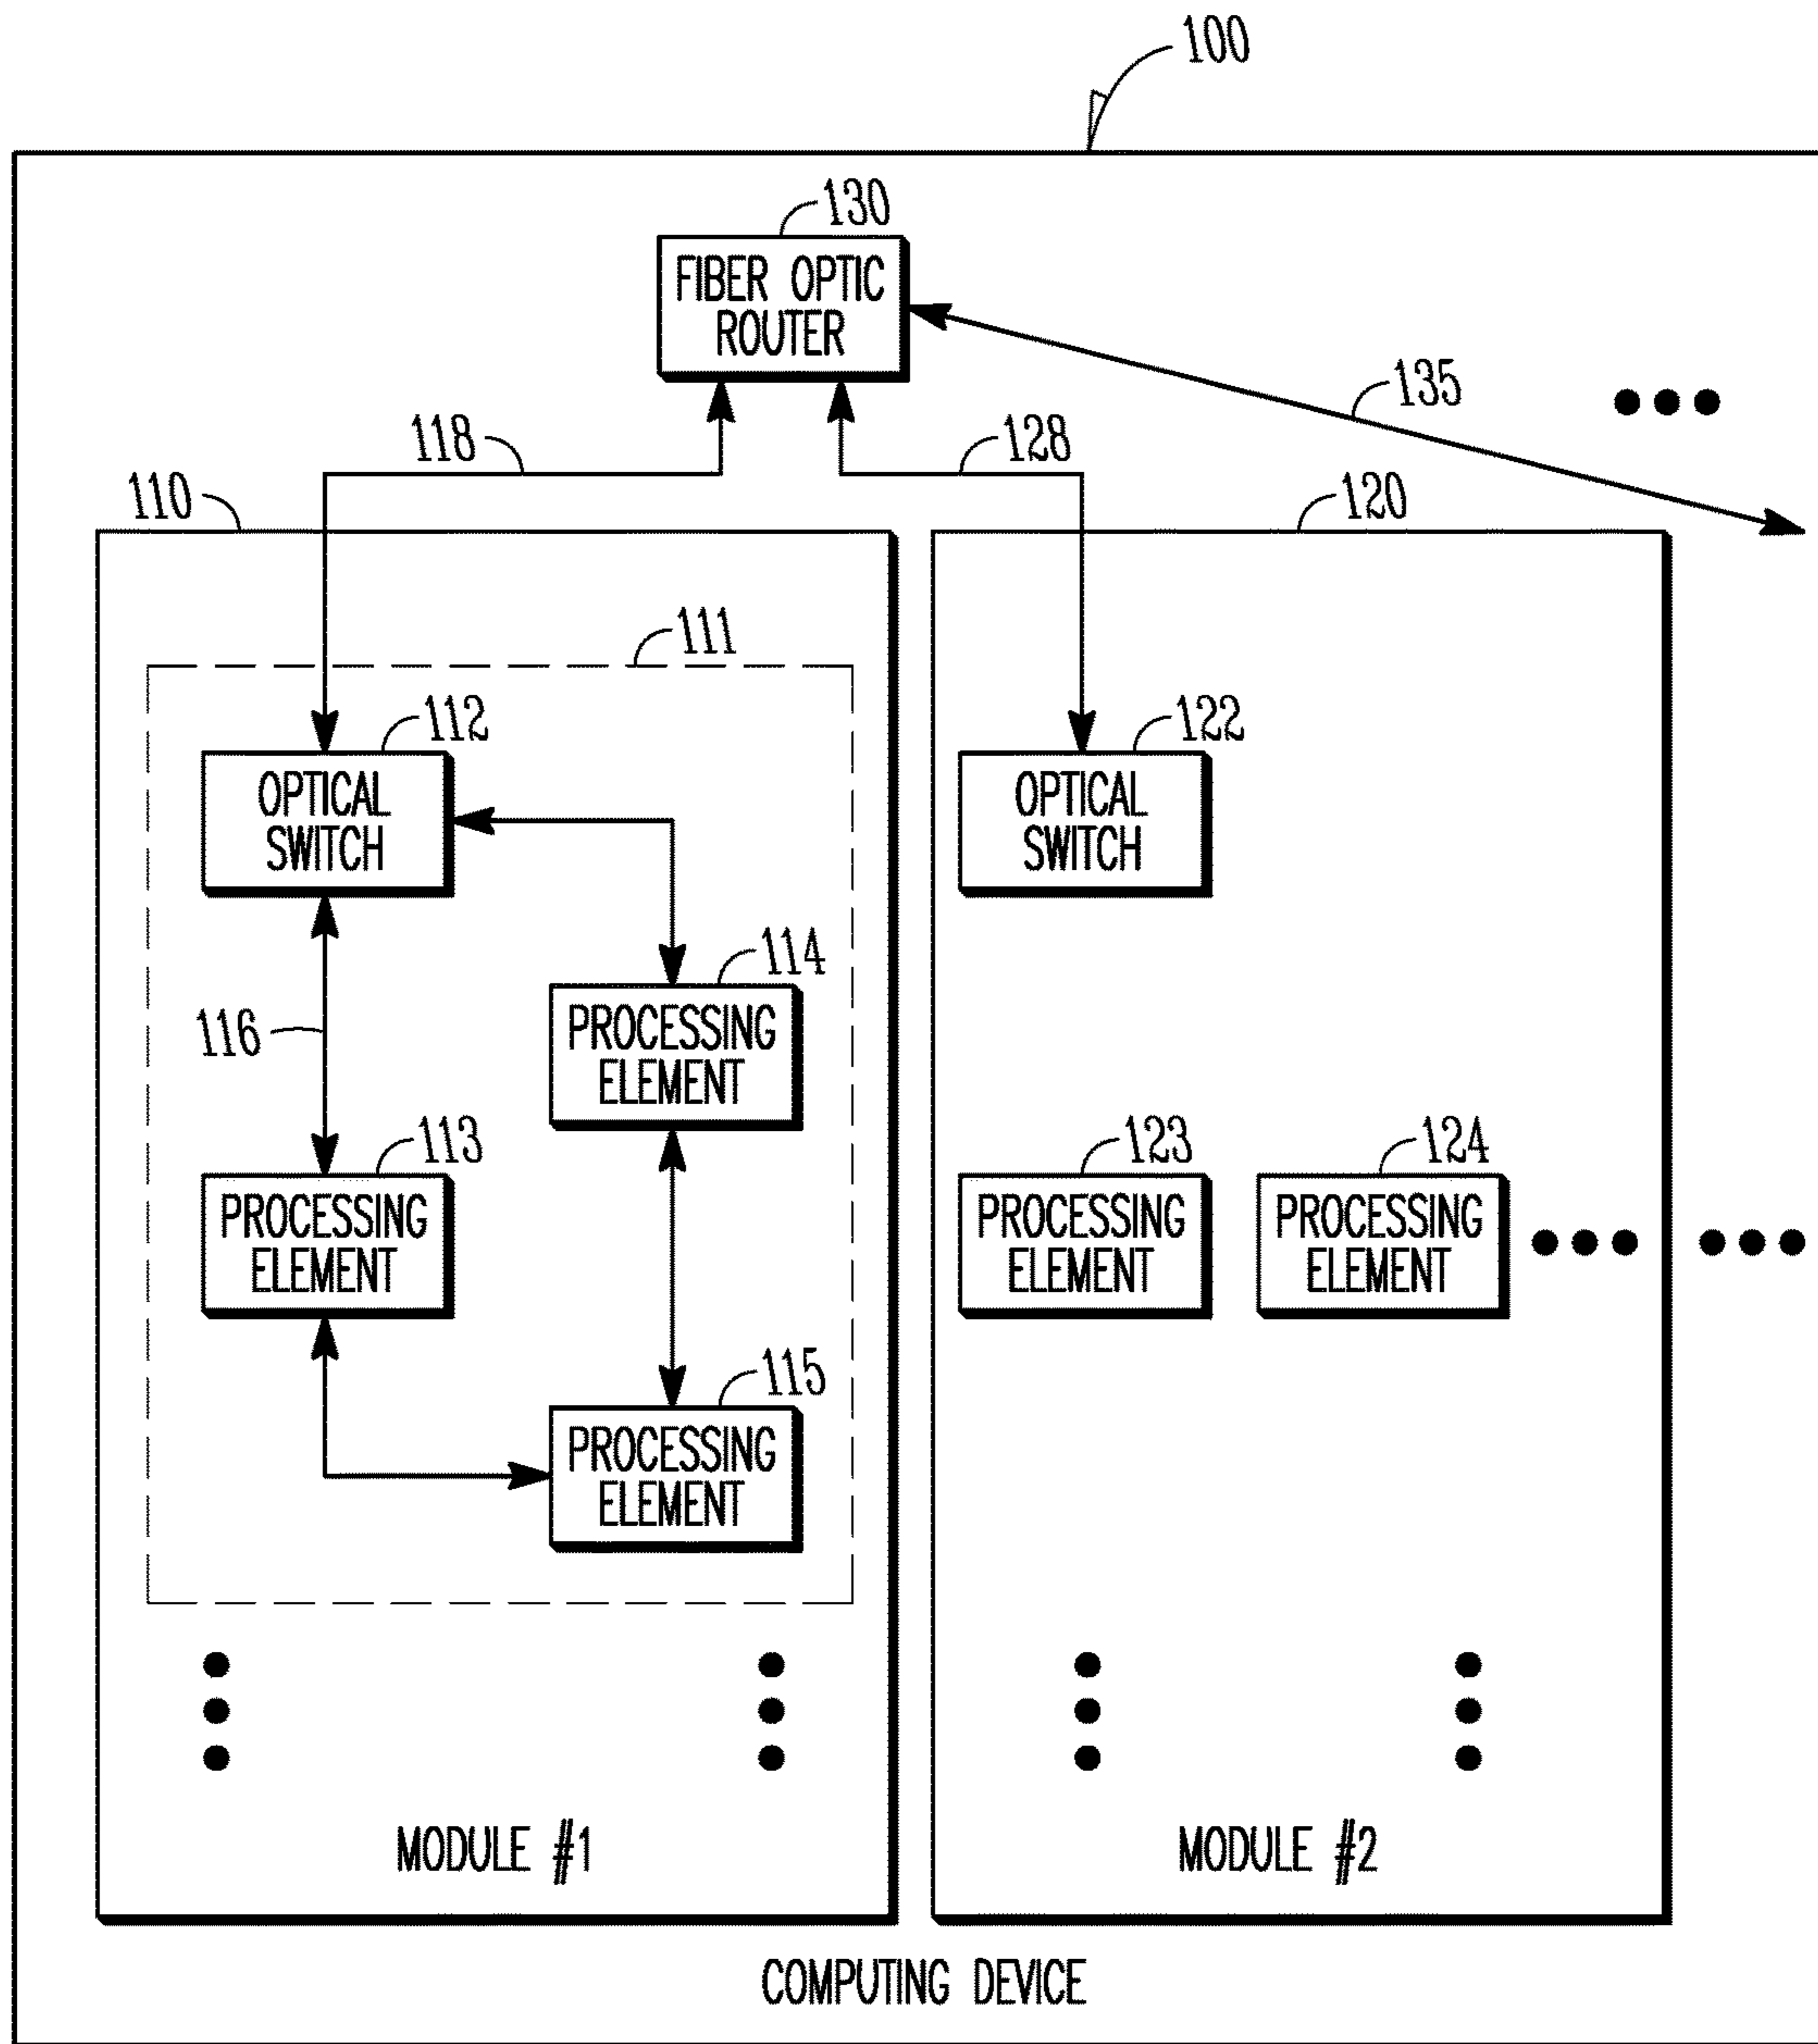 100
130
FIBER OPTIC
ROUTER
135
118
128
110
120
111
112
122
OPTICAL
SWITCH
OPTICAL
SWITCH
114
116
PROCESSING
ELEMENT
113
123
124
PROCESSING
ELEMENT
PROCESSING
ELEMENT
PROCESSING
ELEMENT
115
PROCESSING
ELEMENT
MODULE #1
MODULE #2
COMPUTING DEVICE